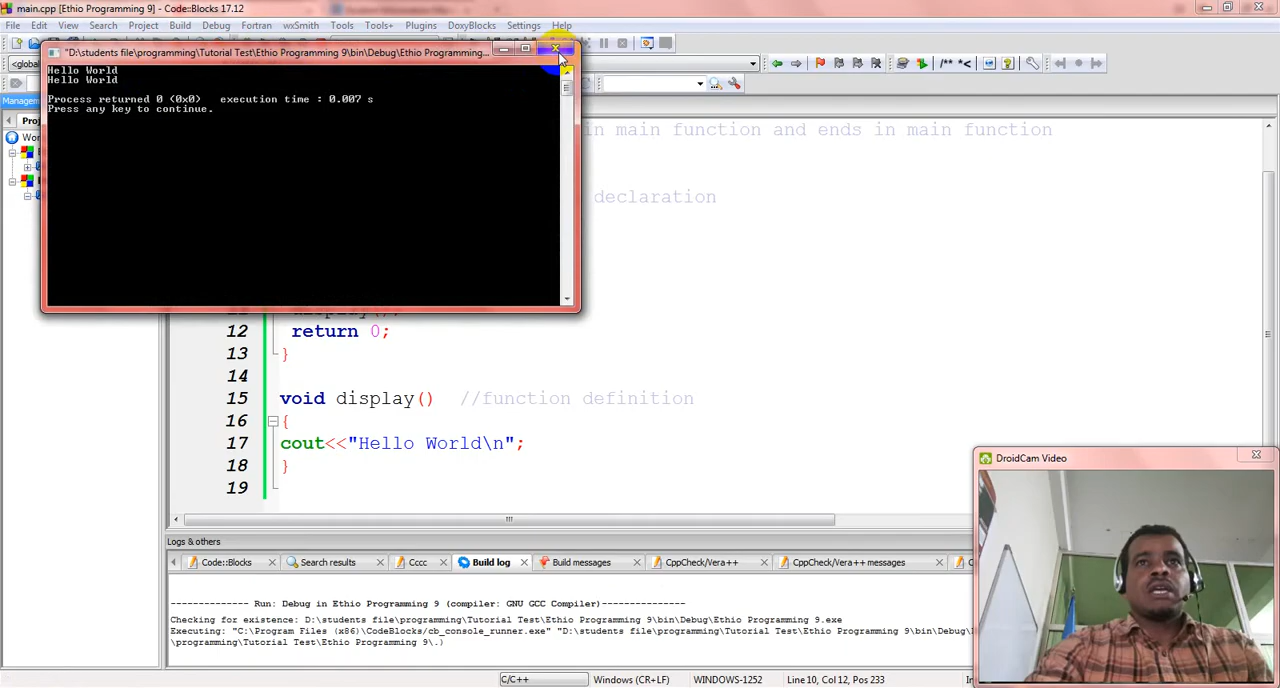 main.cpp [Ethio Programming 9] - Code::Blocks 17.12
File Edit View Search Project Build Debug Fortran wxSmith Tools Tools+ Plugins DoxyBlocks Settings Help
"D:\students file\programming\Tutorial Test\Ethio Programming 9\bin\Debug\Ethio Programming...
<global
Hello World
Hello World
Process returned 0 (0x0) execution time : 0.007 s
Press any key to continue.
/** *<
in main function and ends in main function
declaration
12 return 0;
13 }
14
15 void display() //function definition
16 {
17 cout<<"Hello World\n";
18 }
19
DroidCam Video
Logs & others
Code::Blocks Search results Cccc Build log Build messages CppCheck/Vera++ CppCheck/Vera++ messages
-------------- Run: Debug in Ethio Programming 9 (compiler: GNU GCC Compiler)---------------
Checking for existence: D:\students file\programming\Tutorial Test\Ethio Programming 9\bin\Debug\Ethio Programming 9.exe
Executing: "C:\Program Files (x86)\CodeBlocks/cb_console_runner.exe" "D:\students file\programming\Tutorial Test\Ethio Programming 9\bin\Debug
\programming\Tutorial Test\Ethio Programming 9\.)
C/C++ Windows (CR+LF) WINDOWS-1252 Line 10, Col 12, Pos 233